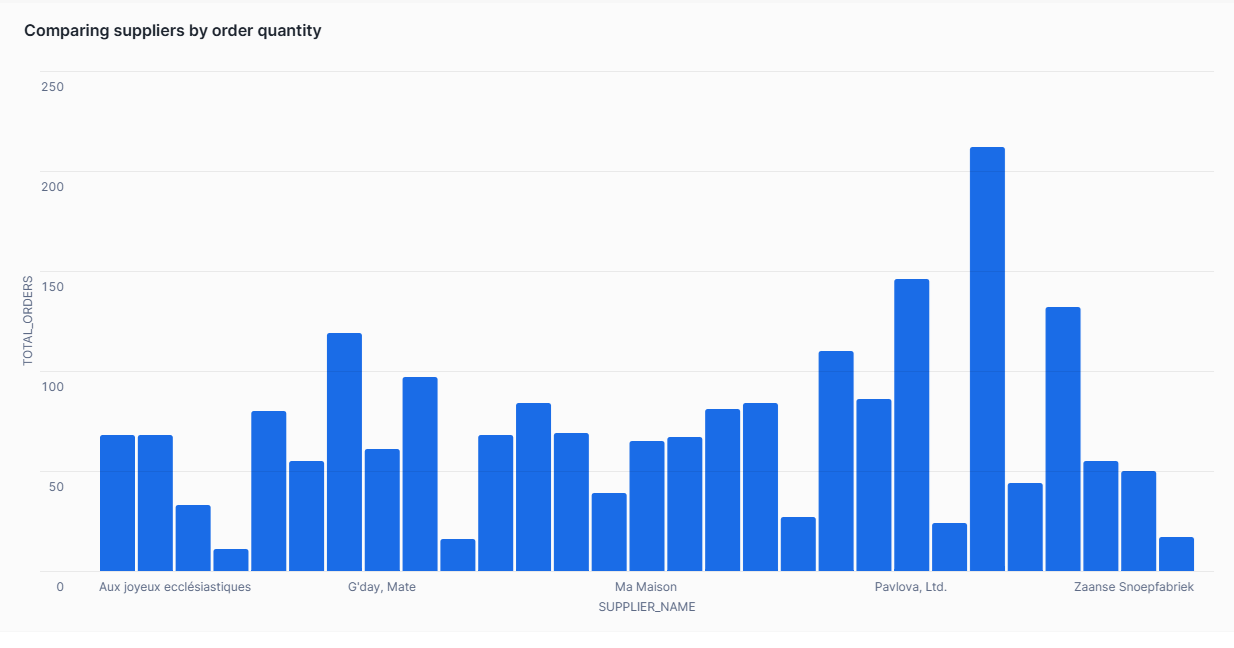 Comparing suppliers by order quantity
250
200
150
100
50
0
TOTAL_ORDERS
Aux joyeux ecclésiastiques
G'day, Mate
Ma Maison
Pavlova, Ltd.
Zaanse Snoepfabriek
SUPPLIER_NAME